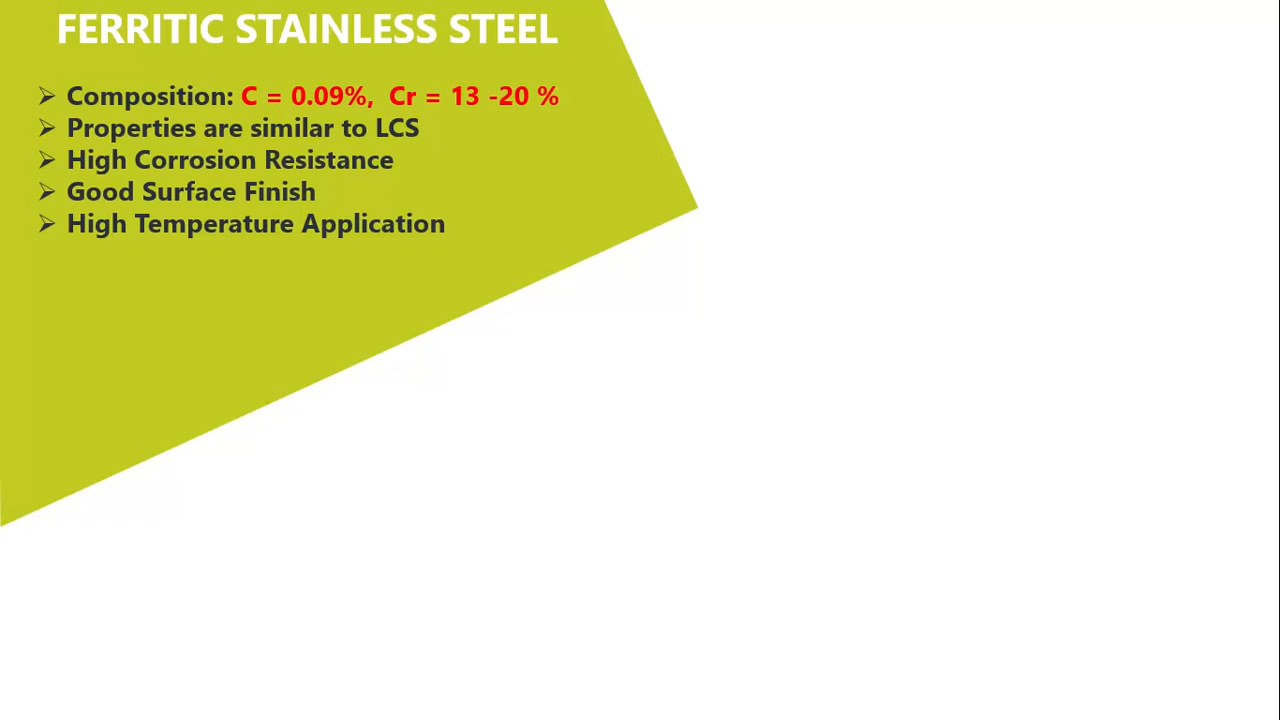 FERRITIC STAINLESS STEEL
➢ Composition: C = 0.09%, Cr = 13 -20 %
➢ Properties are similar to LCS
➢ High Corrosion Resistance
➢ Good Surface Finish
➢ High Temperature Application